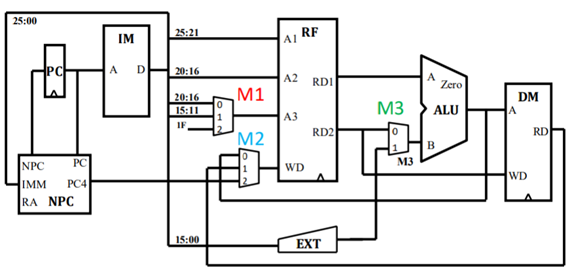 25:00
IM
A
D
PC
25:21
20:16
20:16
15:11
1F
M1
0
1
2
M2
0
1
2
RF
A1
A2
A3
WD
RD1
RD2
M3
0
1
M3
A
Zero
ALU
B
DM
A
RD
WD
NPC
PC
IMM
PC4
RA
NPC
15:00
EXT